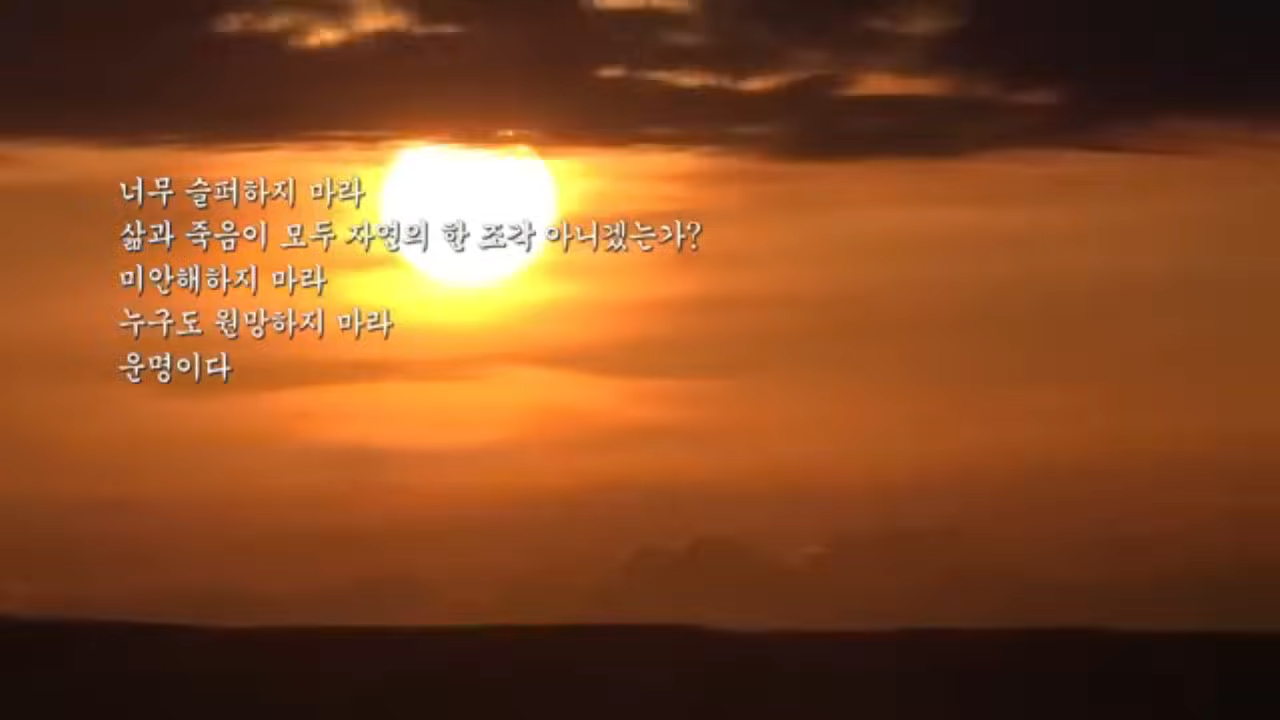 너무 슬퍼하지 마라
삶과 죽음이 모두 자연의 한 조각 아니겠는가?
미안해하지 마라
누구도 원망하지 마라
운명이다